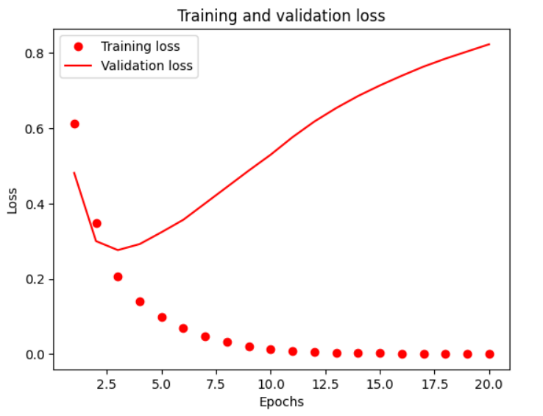 Training and validation loss
Training loss
Validation loss
0.8
0.6
0.4
0.2
0.0
Loss
2.5 5.0 7.5 10.0 12.5 15.0 17.5 20.0
Epochs